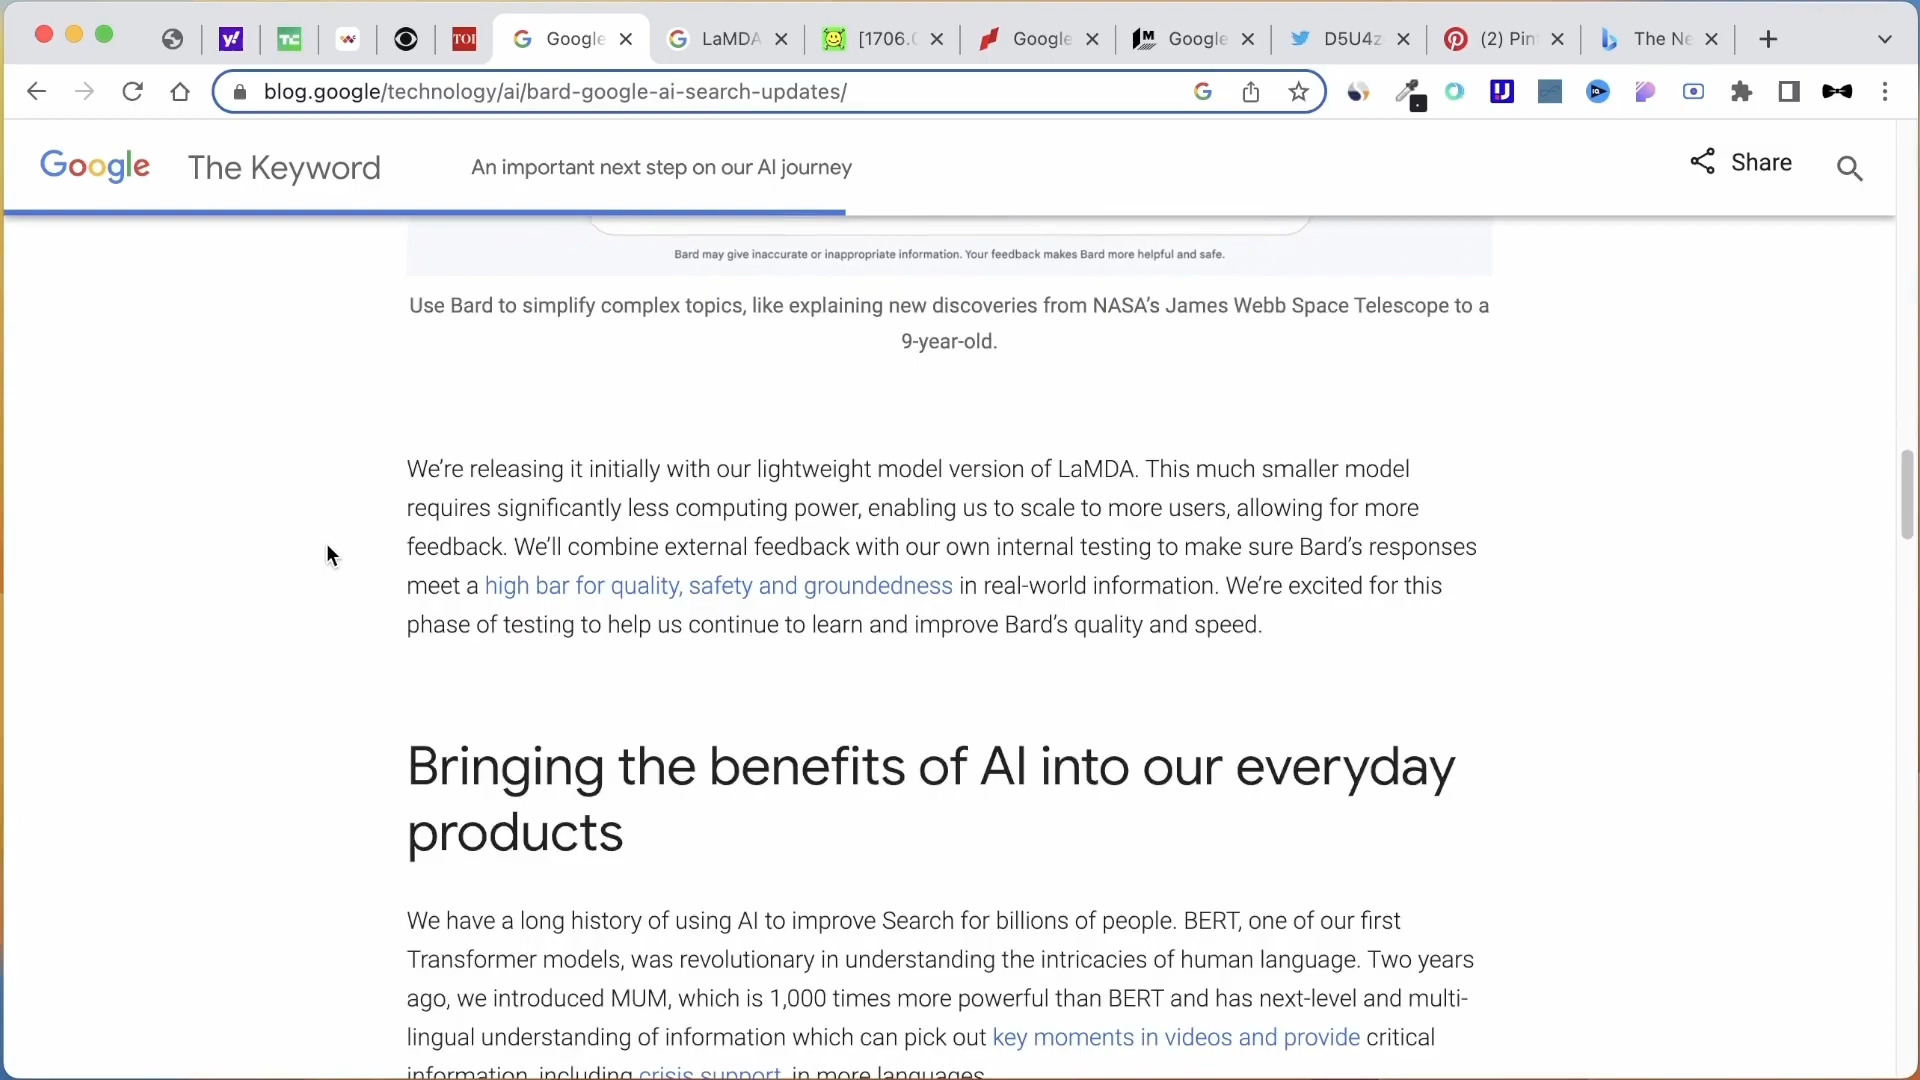 y!
TC
TOI
Google
LaMDA
[1706.0
Google
Google
D5U4z
(2) Pin
The Ne
blog.google/technology/ai/bard-google-ai-search-updates/
Google The Keyword An important next step on our AI journey Share
Bard may give inaccurate or inappropriate information. Your feedback makes Bard more helpful and safe.
Use Bard to simplify complex topics, like explaining new discoveries from NASA’s James Webb Space Telescope to a
9-year-old.
We’re releasing it initially with our lightweight model version of LaMDA. This much smaller model
requires significantly less computing power, enabling us to scale to more users, allowing for more
feedback. We’ll combine external feedback with our own internal testing to make sure Bard’s responses
meet a high bar for quality, safety and groundedness in real-world information. We’re excited for this
phase of testing to help us continue to learn and improve Bard’s quality and speed.
Bringing the benefits of AI into our everyday
products
We have a long history of using AI to improve Search for billions of people. BERT, one of our first
Transformer models, was revolutionary in understanding the intricacies of human language. Two years
ago, we introduced MUM, which is 1,000 times more powerful than BERT and has next-level and multi-
lingual understanding of information which can pick out key moments in videos and provide critical
information, including crisis support, in more languages.